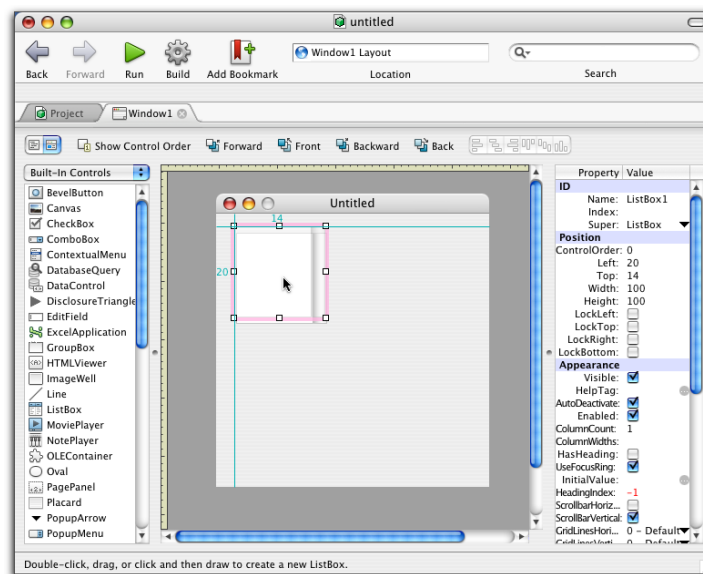 untitled
Back
Forward
Run
Build
Add Bookmark
Window1 Layout
Location
Search
Project
Window1
Show Control Order
Forward
Front
Backward
Back
Built-In Controls
BevelButton
Canvas
CheckBox
ComboBox
ContextualMenu
DatabaseQuery
DataControl
DisclosureTriangle
EditField
ExcelApplication
GroupBox
HTMLViewer
ImageWell
Line
ListBox
MoviePlayer
NotePlayer
OLEContainer
Oval
PagePanel
Placard
PopupArrow
PopupMenu
Untitled
14
20
Property Value
ID
Name: ListBox1
Index:
Super: ListBox
Position
ControlOrder: 0
Left: 20
Top: 14
Width: 100
Height: 100
LockLeft:
LockTop:
LockRight:
LockBottom:
Appearance
Visible:
HelpTag:
AutoDeactivate:
Enabled:
ColumnCount: 1
ColumnWidths:
HasHeading:
UseFocusRing:
InitialValue:
HeadingIndex: -1
ScrollbarHoriz...
ScrollBarVertical:
GridLinesHori... 0 - Default
GridLinesVerti... 0 - Default
Double-click, drag, or click and then draw to create a new ListBox.